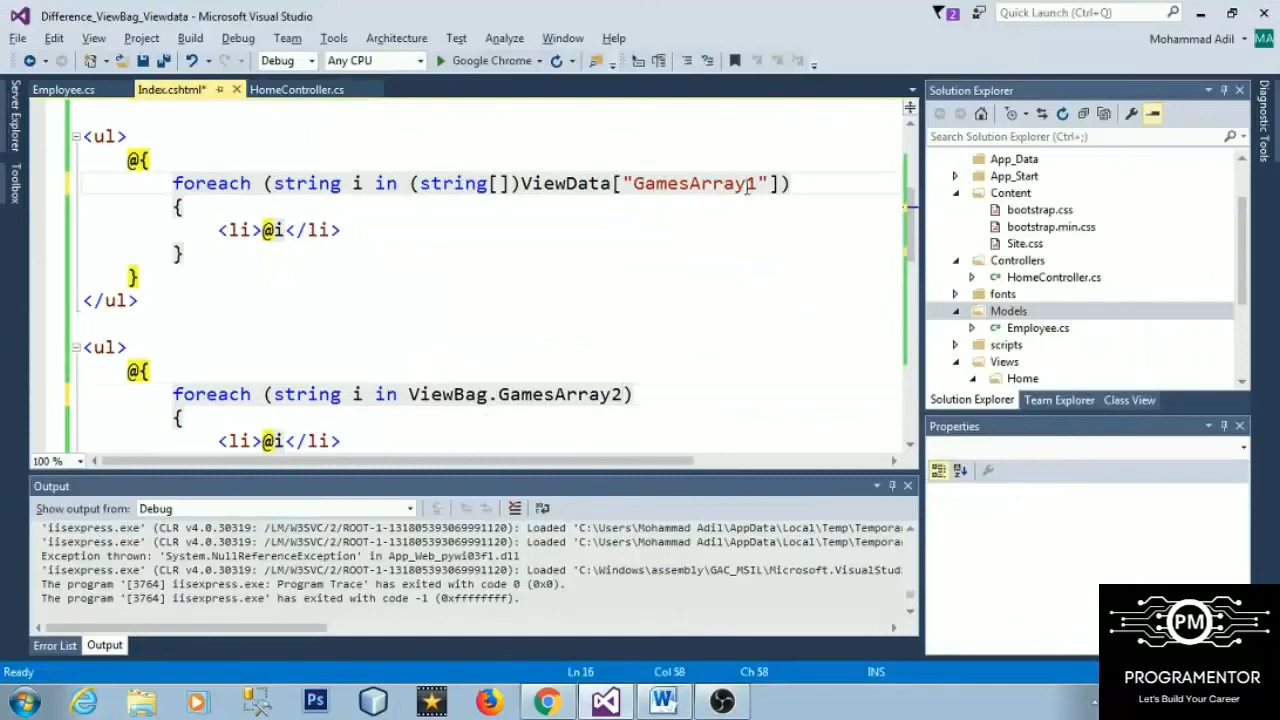 Difference_ViewBag_Viewdata - Microsoft Visual Studio
2
Quick Launch (Ctrl+Q)
File Edit View Project Build Debug Team Tools Architecture Test Analyze Window Help
Mohammad Adil
MA
Debug
Any CPU
Google Chrome
Employee.cs
Index.cshtml*
HomeController.cs
Server Explorer
Toolbox
<ul>
@{
foreach (string i in (string[])ViewData["GamesArray1"])
{
<li>@i</li>
}
}
</ul>
<ul>
@{
foreach (string i in ViewBag.GamesArray2)
{
<li>@i</li>
100 %
Output
Show output from: Debug
'iisexpress.exe' (CLR v4.0.30319: /LM/W3SVC/2/ROOT-1-131805393069991120): Loaded 'C:\Users\Mohammad Adil\AppData\Local\Temp\Tempora
'iisexpress.exe' (CLR v4.0.30319: /LM/W3SVC/2/ROOT-1-131805393069991120): Loaded 'C:\Users\Mohammad Adil\AppData\Local\Temp\Tempora
Exception thrown: 'System.NullReferenceException' in App_Web_pywi03fl.dll
'iisexpress.exe' (CLR v4.0.30319: /LM/W3SVC/2/ROOT-1-131805393069991120): Loaded 'C:\Windows\assembly\GAC_MSIL\Microsoft.VisualStud
The program '[3764] iisexpress.exe: Program Trace' has exited with code 0 (0x0).
The program '[3764] iisexpress.exe' has exited with code -1 (0xffffffff).
Error List
Output
Solution Explorer
Search Solution Explorer (Ctrl+;)
App_Data
App_Start
Content
bootstrap.css
bootstrap.min.css
Site.css
Controllers
HomeController.cs
fonts
Models
Employee.cs
scripts
Views
Home
Solution Explorer Team Explorer Class View
Properties
Diagnostic Tools
Ready
Ln 16
Col 58
Ch 58
INS
Ps
W
PM
PROGRAMENTOR
Let's Build Your Career